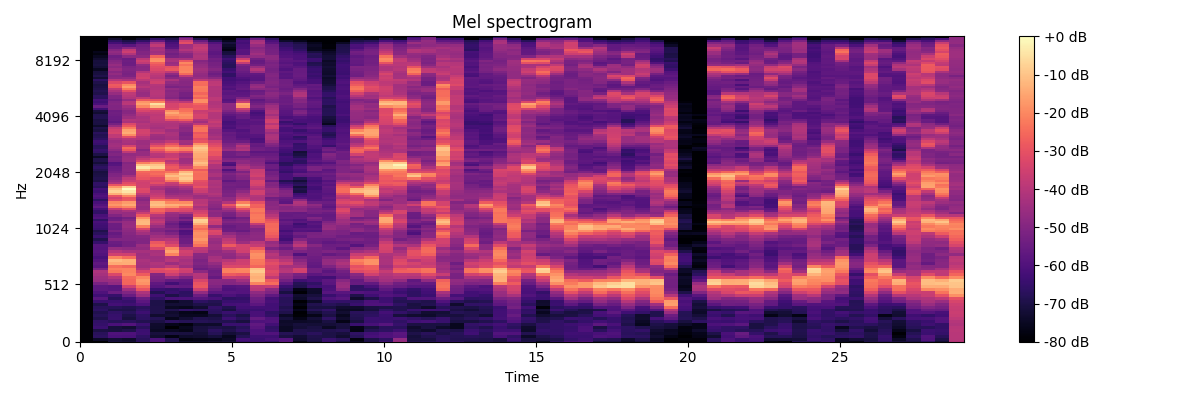 Mel spectrogram
8192
4096
2048
1024
512
0
Hz
0 5 10 15 20 25
Time
+0 dB
-10 dB
-20 dB
-30 dB
-40 dB
-50 dB
-60 dB
-70 dB
-80 dB